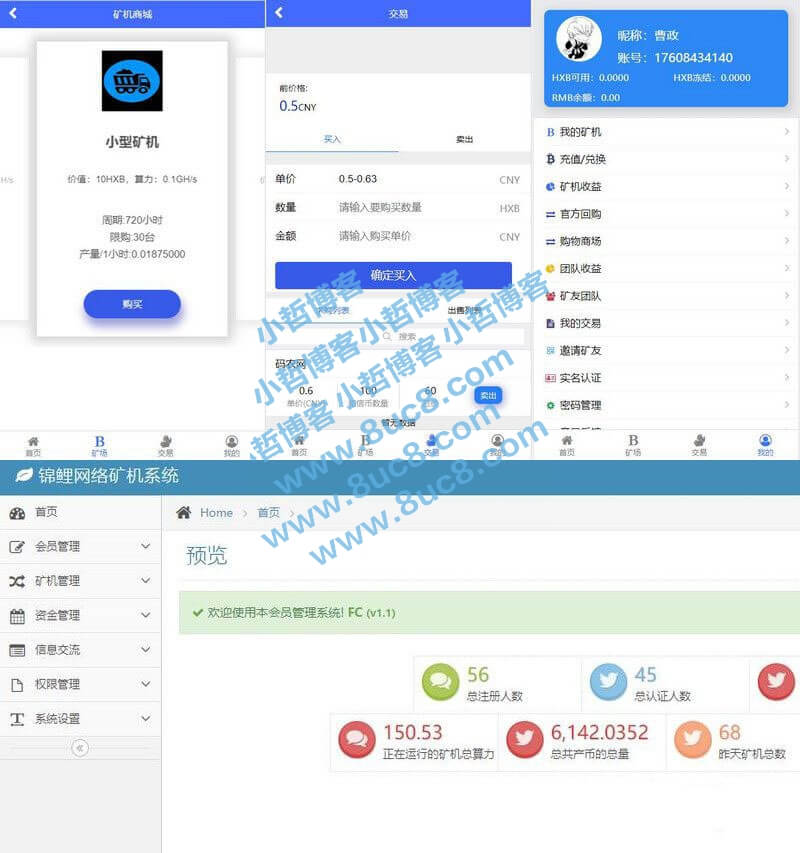 矿机商城
小型矿机
价值：10HXB，算力：0.1GH/s
H/s
周期:720小时
限购:30台
产量/1小时:0.01875000
购买
首页
B
矿场
交易
我的
交易
前价格:
0.5CNY
买入
卖出
单价 0.5-0.63 CNY
数量 请输入要购买数量 HXB
金额 请输入购买单价 CNY
确定买入
出售列表
搜索
码农网
0.6 100 60
单价(CNY)
卖出
暂无数据
首页
B
矿场
交易
我的
昵称：曹政
账号：17608434140
HXB可用：0.0000 HXB冻结：0.0000
RMB余额：0.00
B 我的矿机
充值/兑换
矿机收益
官方回购
购物商场
团队收益
矿友团队
我的交易
邀请矿友
实名认证
密码管理
首页
B
矿场
交易
我的
小哲博客小哲博客小哲博客
小哲博客小哲博客小哲博客
小哲博客小哲博客小哲博客
www.8uc8.com
www.8uc8.com
www.8uc8.com
锦鲤网络矿机系统
首页
会员管理
矿机管理
资金管理
信息交流
权限管理
系统设置
Home 首页
预览
欢迎使用本会员管理系统! FC (v1.1)
56
总注册人数
45
总认证人数
150.53
正在运行的矿机总算力
6,142.0352
总共产币的总量
68
昨天矿机总数